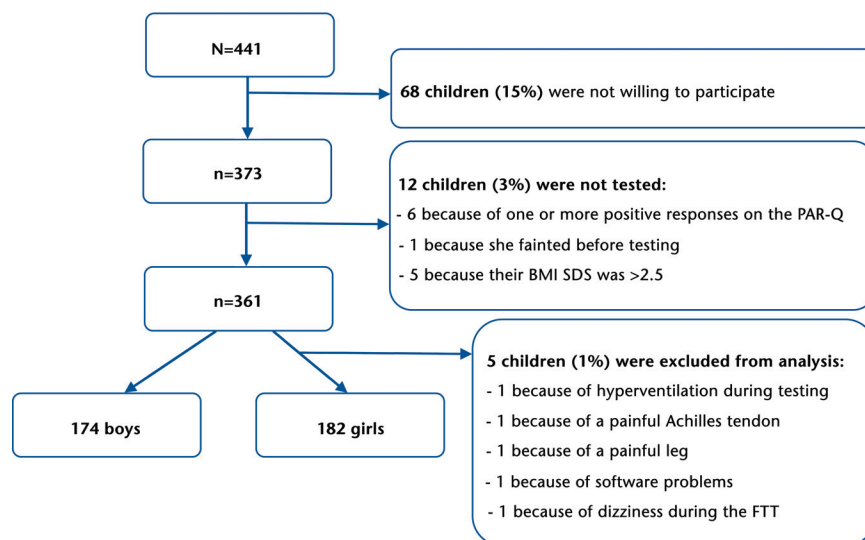 N=441
68 children (15%) were not willing to participate
n=373
12 children (3%) were not tested:
- 6 because of one or more positive responses on the PAR-Q
- 1 because she fainted before testing
- 5 because their BMI SDS was >2.5
n=361
5 children (1%) were excluded from analysis:
- 1 because of hyperventilation during testing
- 1 because of a painful Achilles tendon
- 1 because of a painful leg
- 1 because of software problems
- 1 because of dizziness during the FTT
174 boys
182 girls